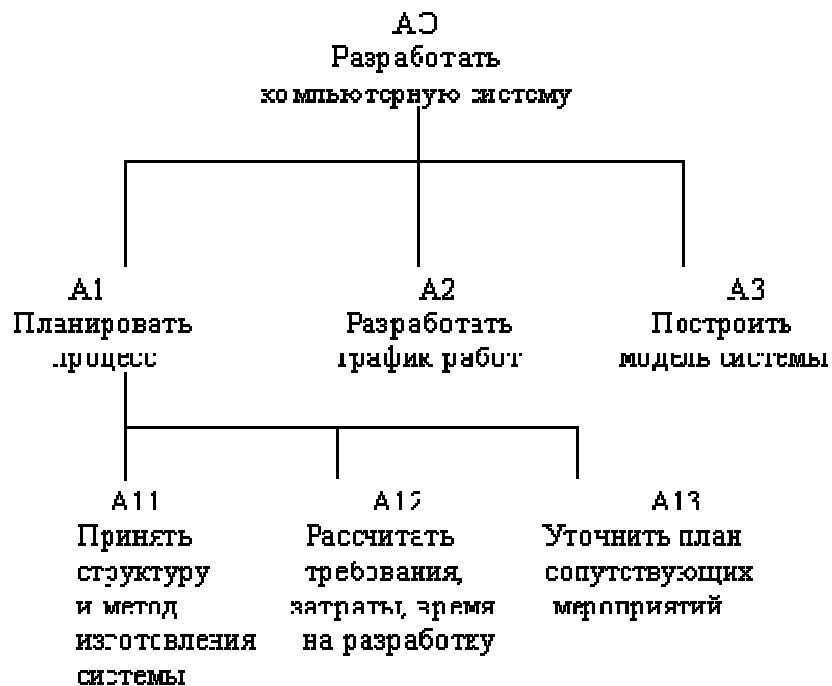 А0
Разработать
компьютерную систему
А1
Планировать
процесс
А2
Разработать
график работ
А3
Построить
модель системы
А11
Принять
структуру
и метод
изготовления
системы
А12
Рассчитать
требования,
затраты, время
на разработку
А13
Уточнить план
сопутствующих
мероприятий